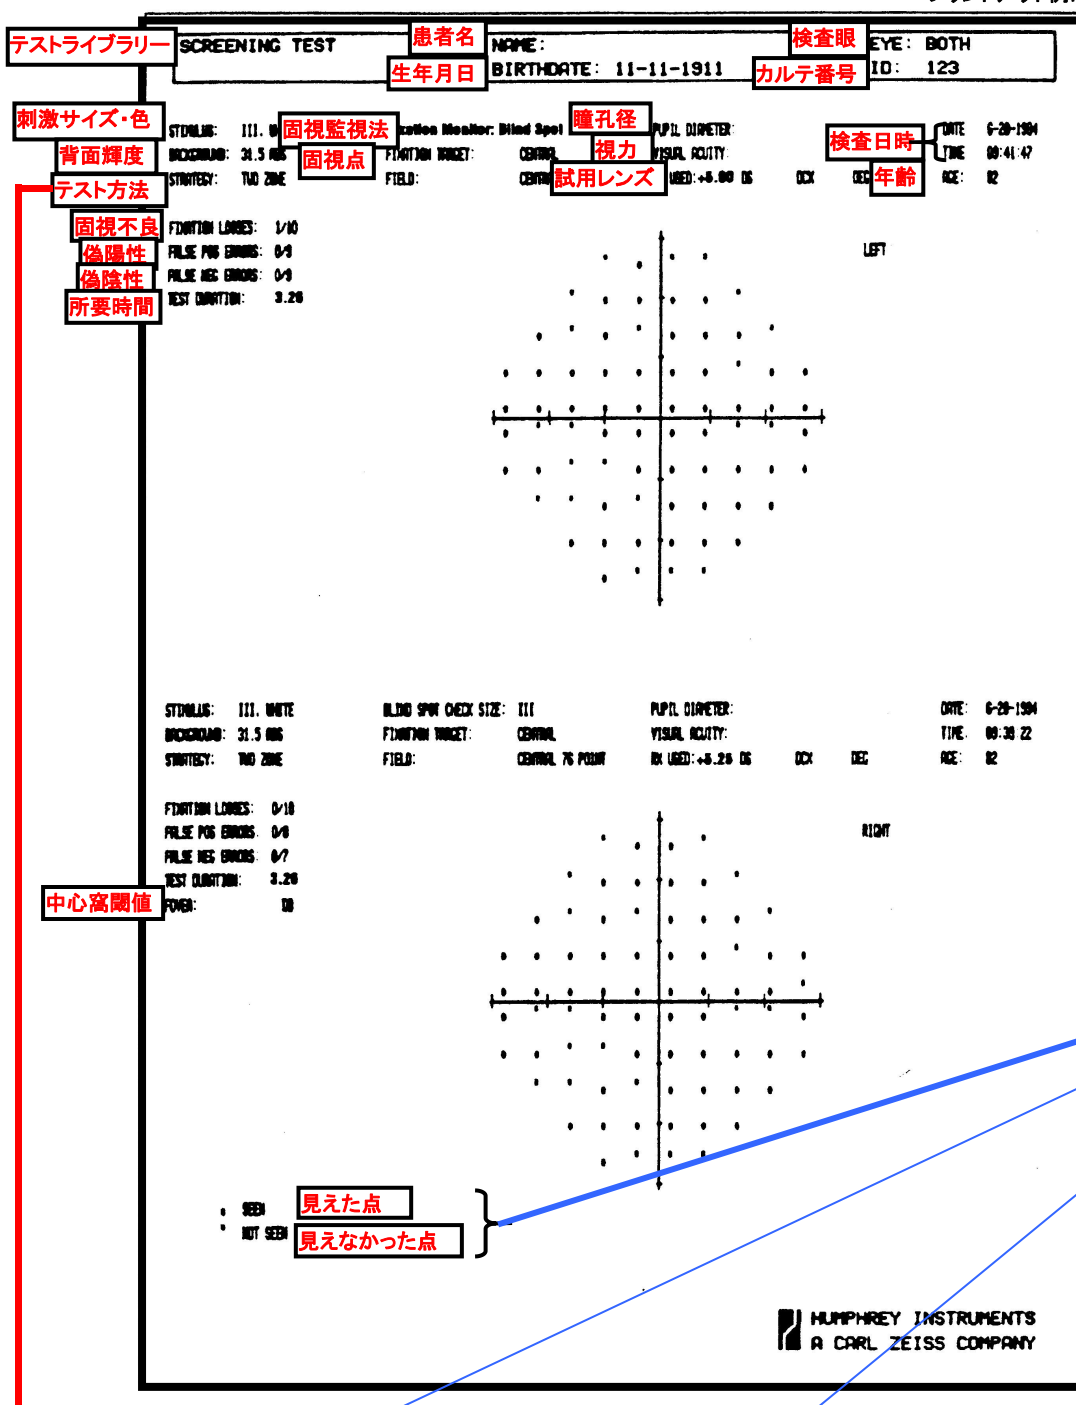 テストライブラリー SCREENING TEST 患者名 NAME: 検査眼 EYE: BOTH
生年月日 BIRTHDATE: 11-11-1911 カルテ番号 ID: 123
刺激サイズ・色 STIMULUS: III. 固視監視法 Monitor: Blind Spot 瞳孔径 PUPIL DIAMETER: 検査日時 DATE 6-20-1994
背面輝度 BACKGROUND: 31.5 固視点 FIXATION TARGET: CENTRAL 視力 VISUAL ACUITY: TIME 09:41:47
テスト方法 STRATEGY: TWO ZONE FIELD: 試用レンズ USED: DS DCX DEG 年齢 AGE: 82
固視不良 FIXATION LOSSES: 1/10
偽陽性 FALSE POS ERRORS: 0/9
偽陰性 FALSE NEG ERRORS: 0/9
所要時間 TEST DURATION: 3.26
LEFT
STIMULUS: III. WHITE BLIND SPOT CHECK SIZE: III PUPIL DIAMETER: DATE: 6-20-1994
BACKGROUND: 31.5 FIXATION TARGET: CENTRAL VISUAL ACUITY: TIME:
STRATEGY: TWO ZONE FIELD: CENTRAL 76 POINT RX USED: +5.25 DS DCX DEG AGE: 82
FIXATION LOSSES: 0/10
FALSE POS ERRORS: 0/8
FALSE NEG ERRORS: 0/7
TEST DURATION: 3.26
中心窩閾値 FOVEA: DB
RIGHT
SEEN 見えた点
NOT SEEN 見えなかった点
HUMPHREY INSTRUMENTS
A CARL ZEISS COMPANY